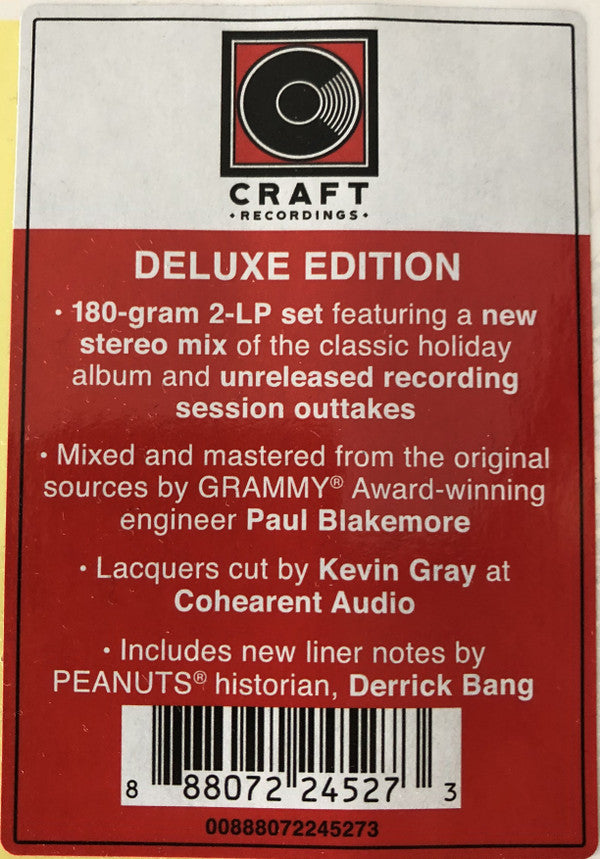 CRAFT
• RECORDINGS •
DELUXE EDITION
• 180-gram 2-LP set featuring a new
stereo mix of the classic holiday
album and unreleased recording
session outtakes
• Mixed and mastered from the original
sources by GRAMMY® Award-winning
engineer Paul Blakemore
• Lacquers cut by Kevin Gray at
Cohearent Audio
• Includes new liner notes by
PEANUTS® historian, Derrick Bang
8 88072 24527 3
00888072245273